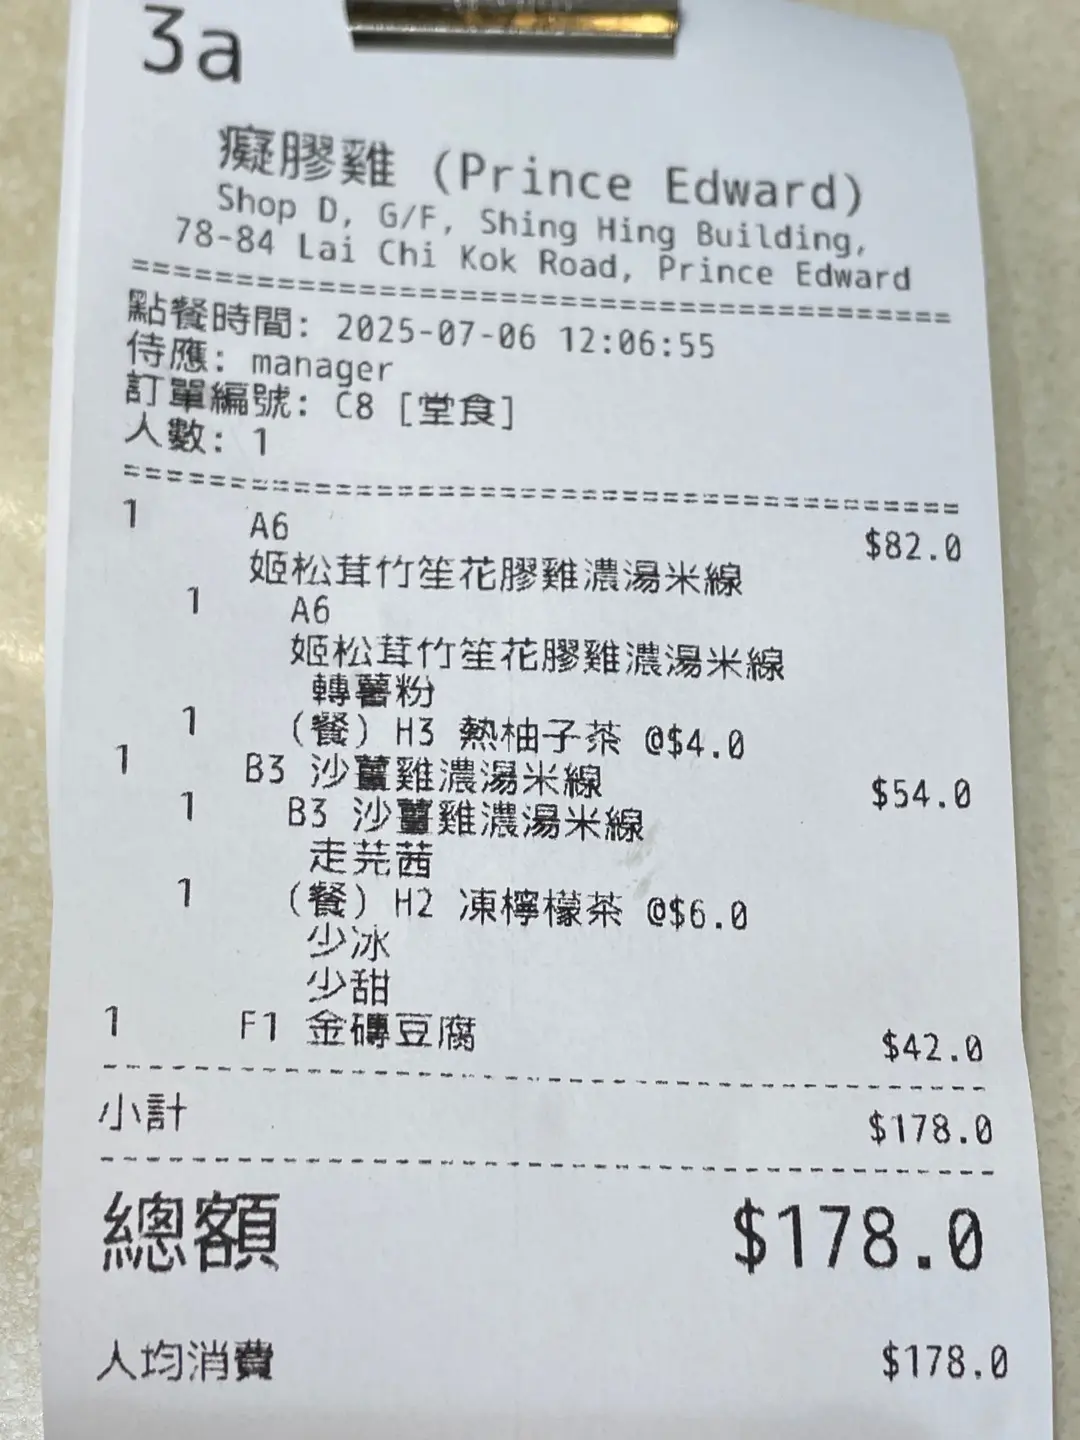 3a
癡膠雞 (Prince Edward)
Shop D, G/F, Shing Hing Building,
78-84 Lai Chi Kok Road, Prince Edward
========================================
點餐時間: 2025-07-06 12:06:55
侍應: manager
訂單編號: C8 [堂食]
人數: 1
========================================
1 A6 $82.0
姬松茸竹笙花膠雞濃湯米線
1 A6
姬松茸竹笙花膠雞濃湯米線
轉薯粉
1 (餐) H3 熱柚子茶 @$4.0
1 B3 沙薑雞濃湯米線 $54.0
1 B3 沙薑雞濃湯米線
走芫茜
1 (餐) H2 凍檸檬茶 @$6.0
少冰
少甜
1 F1 金磚豆腐 $42.0
----------------------------------------
小計 $178.0
----------------------------------------
總額 $178.0
人均消費 $178.0